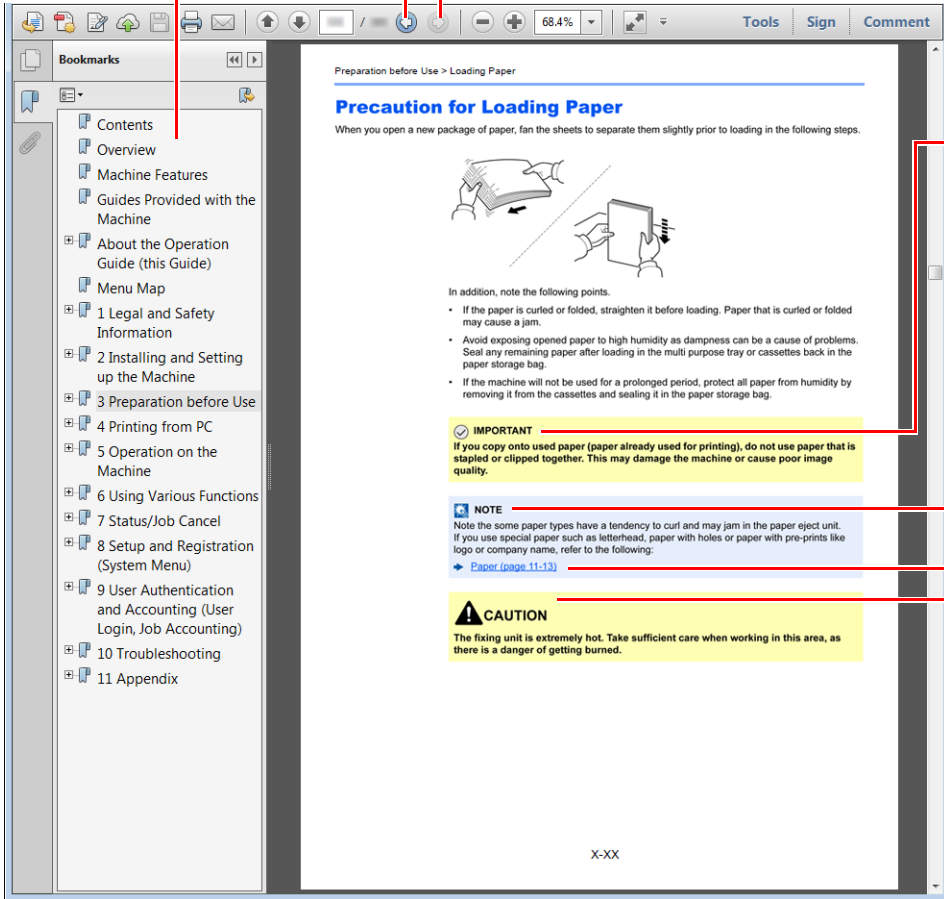 /
68.4%
Tools
Sign
Comment
Bookmarks
Contents
Overview
Machine Features
Guides Provided with the
Machine
About the Operation
Guide (this Guide)
Menu Map
1 Legal and Safety
Information
2 Installing and Setting
up the Machine
3 Preparation before Use
4 Printing from PC
5 Operation on the
Machine
6 Using Various Functions
7 Status/Job Cancel
8 Setup and Registration
(System Menu)
9 User Authentication
and Accounting (User
Login, Job Accounting)
10 Troubleshooting
11 Appendix
Preparation before Use > Loading Paper
Precaution for Loading Paper
When you open a new package of paper, fan the sheets to separate them slightly prior to loading in the following steps.
In addition, note the following points.
• If the paper is curled or folded, straighten it before loading. Paper that is curled or folded
may cause a jam.
• Avoid exposing opened paper to high humidity as dampness can be a cause of problems.
Seal any remaining paper after loading in the multi purpose tray or cassettes back in the
paper storage bag.
• If the machine will not be used for a prolonged period, protect all paper from humidity by
removing it from the cassettes and sealing it in the paper storage bag.
IMPORTANT
If you copy onto used paper (paper already used for printing), do not use paper that is
stapled or clipped together. This may damage the machine or cause poor image
quality.
NOTE
Note the some paper types have a tendency to curl and may jam in the paper eject unit.
If you use special paper such as letterhead, paper with holes or paper with pre-prints like
logo or company name, refer to the following:
Paper (page 11-13)
CAUTION
The fixing unit is extremely hot. Take sufficient care when working in this area, as
there is a danger of getting burned.
X-XX